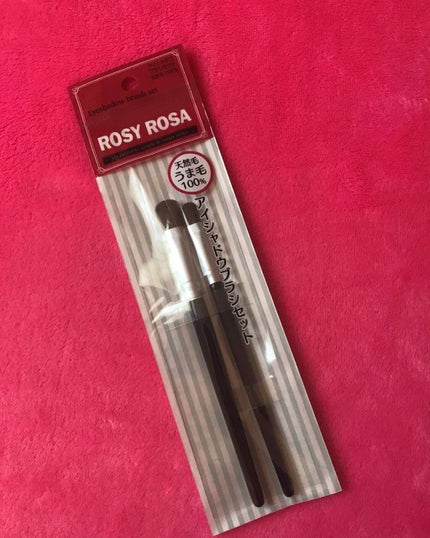 Eyeshadow brush set
ROSY ROSA
天然毛
うま毛
100%
アイシャドウブラシセット